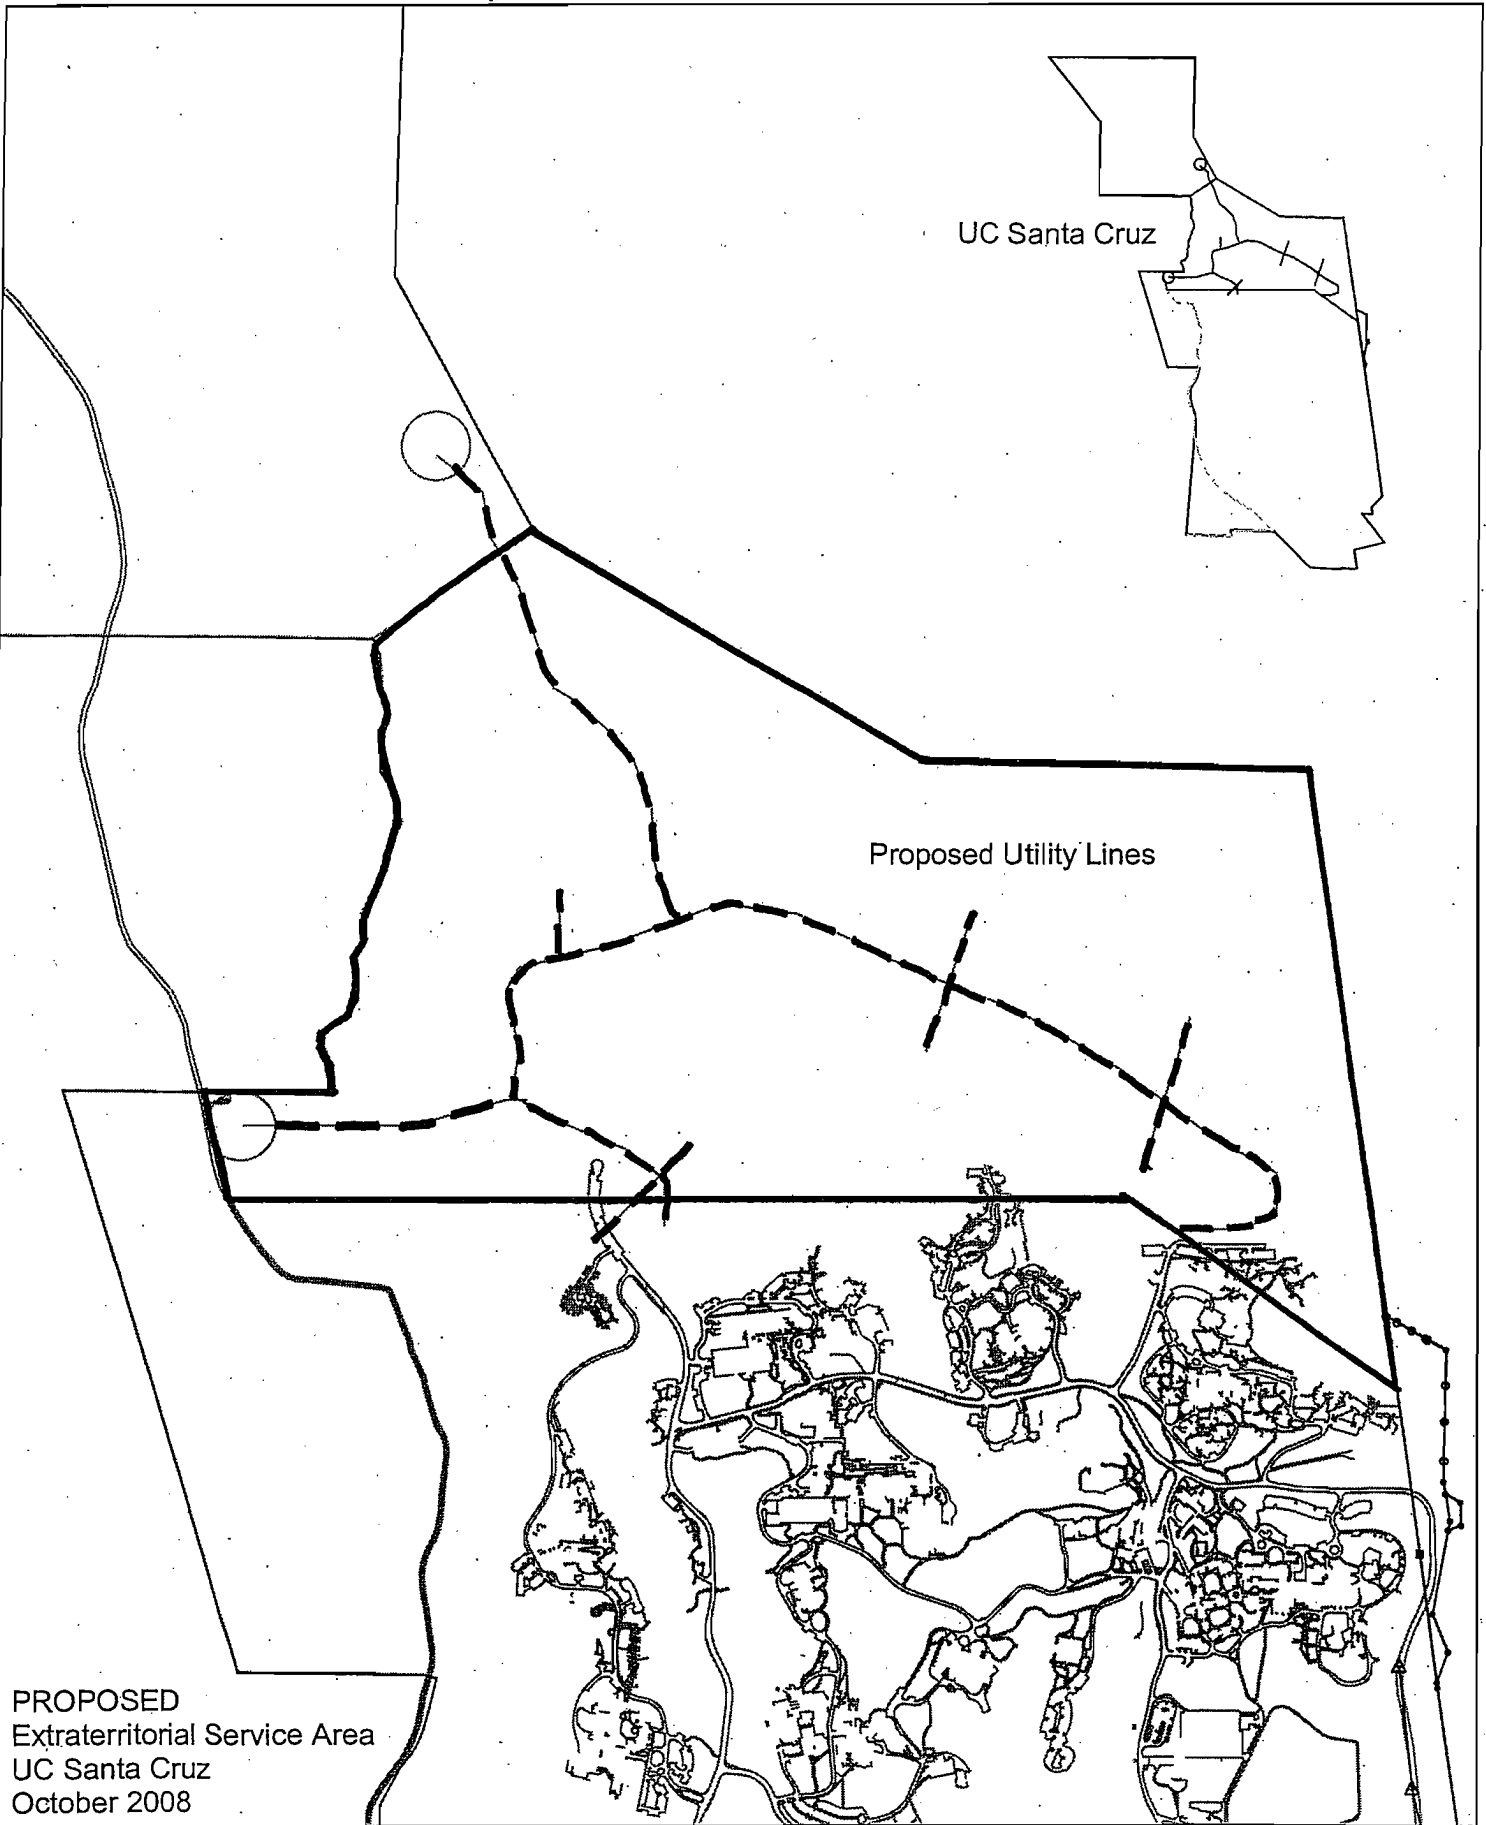 UC Santa Cruz
Proposed Utility Lines
PROPOSED
Extraterritorial Service Area
UC Santa Cruz
October 2008